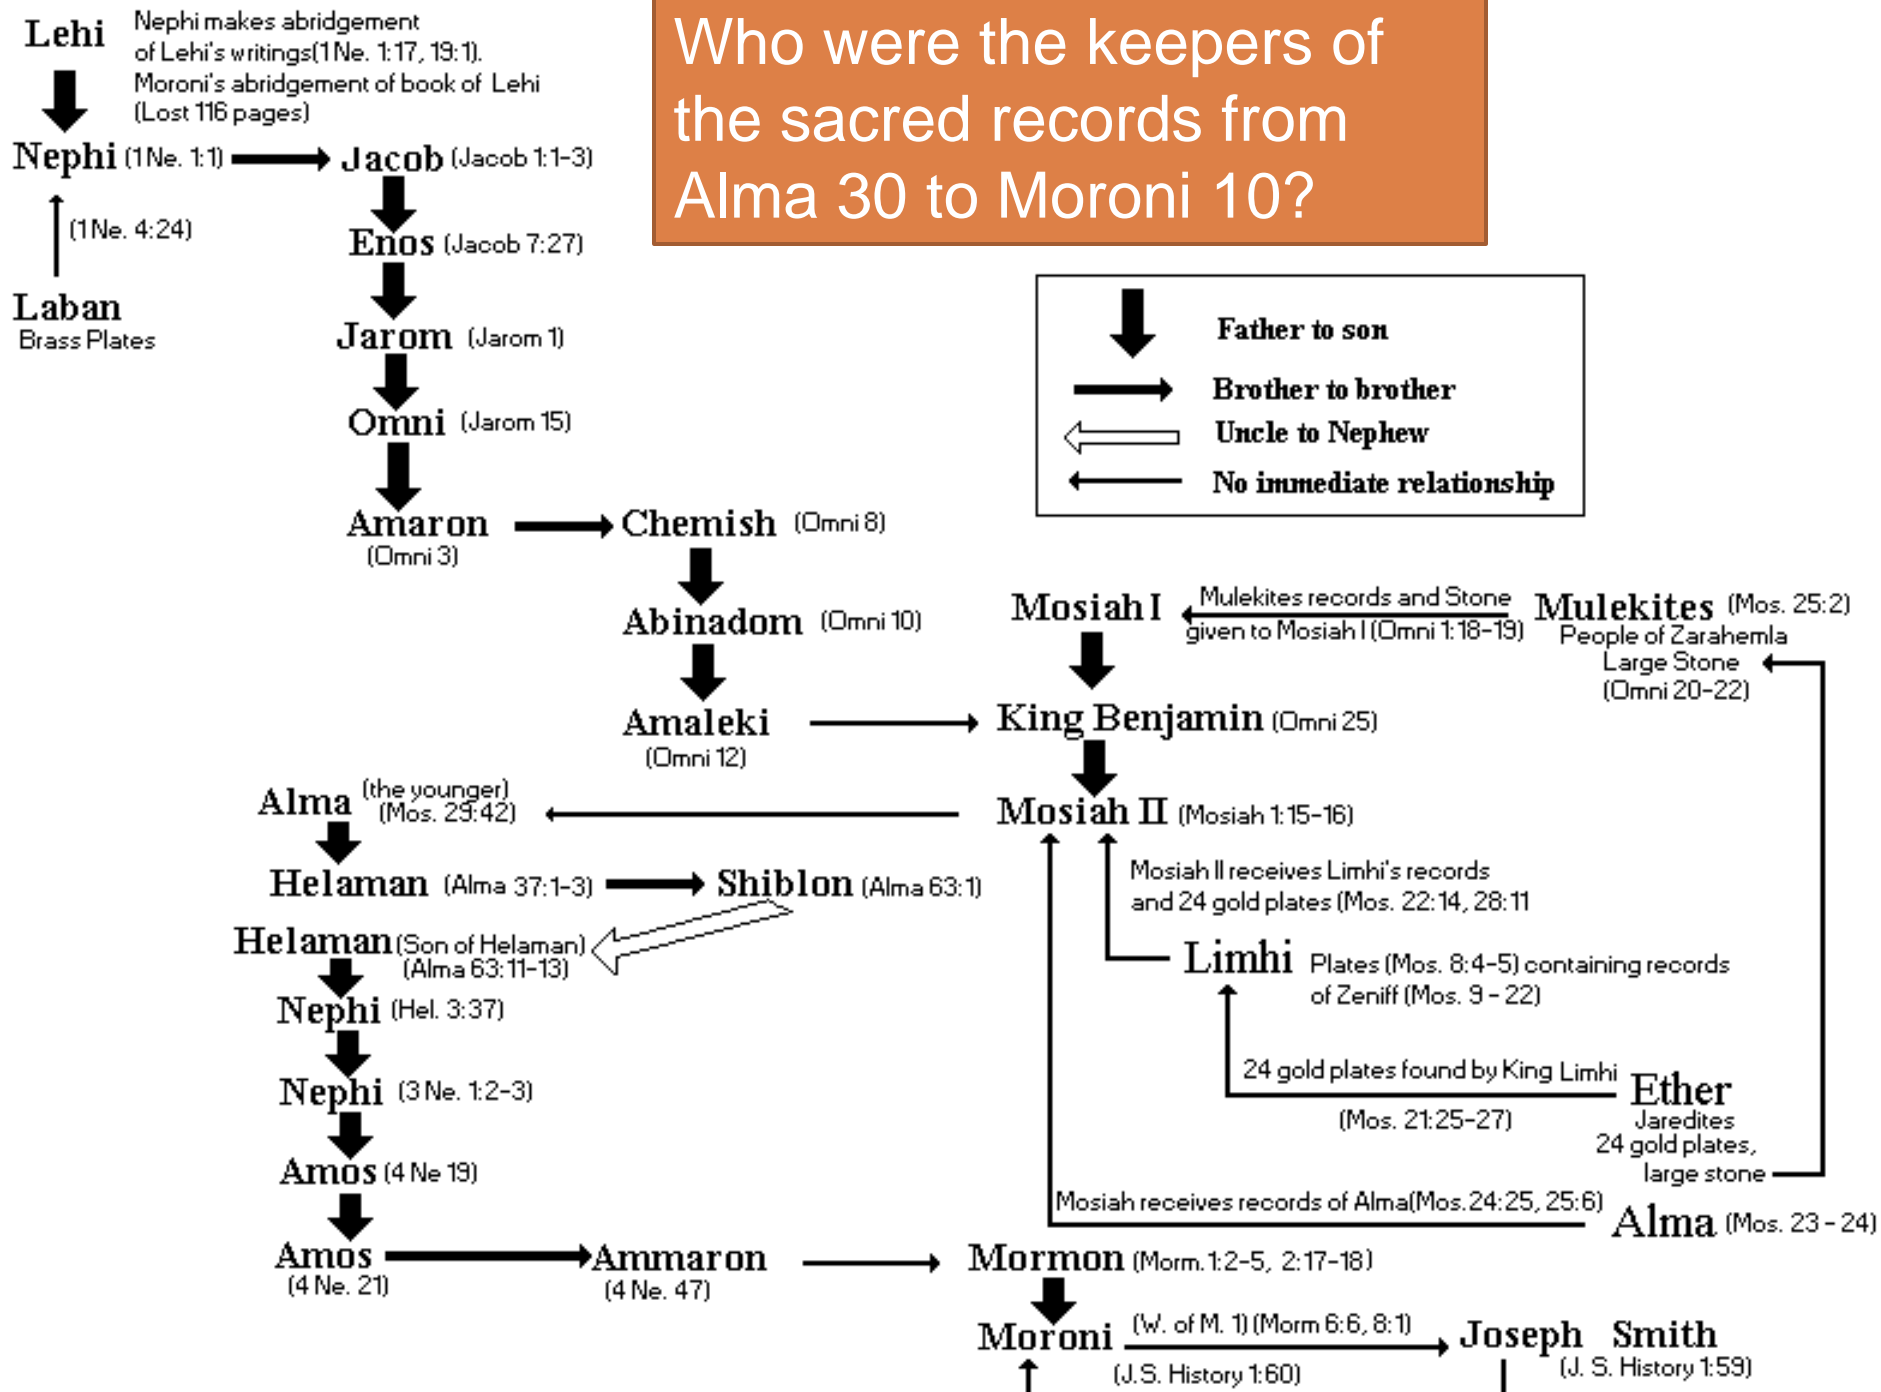 Who were the keepers of
the sacred records from
Alma 30 to Moroni 10?
Lehi
Nephi makes abridgement
of Lehi's writings(1Ne. 1:17, 19:1).
Moroni's abridgement of book of Lehi
(Lost 116 pages)
Nephi (1Ne. 1:1)
Jacob (Jacob 1:1-3)
(1Ne. 4:24)
Enos (Jacob 7:27)
Laban
Brass Plates
Jarom (Jarom 1)
Omni (Jarom 15)
Father to son
Brother to brother
Uncle to Nephew
No immediate relationship
Amaron
(Omni 3)
Chemish (Omni 8)
Abinadom (Omni 10)
Amaleki
(Omni 12)
Mosiah I
Mulekites records and Stone
given to Mosiah I (Omni 1:18-19)
Mulekites (Mos. 25:2)
People of Zarahemla
Large Stone
(Omni 20-22)
King Benjamin (Omni 25)
Mosiah II (Mosiah 1:15-16)
Alma (the younger)
(Mos. 29:42)
Helaman (Alma 37:1-3)
Shiblon (Alma 63:1)
Mosiah II receives Limhi's records
and 24 gold plates (Mos. 22:14, 28:11
Helaman (Son of Helaman)
(Alma 63:11-13)
Limhi Plates (Mos. 8:4-5) containing records
of Zeniff (Mos. 9 - 22)
Nephi (Hel. 3:37)
24 gold plates found by King Limhi
(Mos. 21:25-27)
Ether
Jaredites
24 gold plates,
large stone
Nephi (3 Ne. 1:2-3)
Amos (4 Ne 19)
Mosiah receives records of Alma(Mos.24:25, 25:6)
Alma (Mos. 23 - 24)
Amos
(4 Ne. 21)
Ammaron
(4 Ne. 47)
Mormon (Morm. 1:2-5, 2:17-18)
Moroni
(W. of M. 1) (Morm 6:6, 8:1)
(J.S. History 1:60)
Joseph Smith
(J. S. History 1:59)